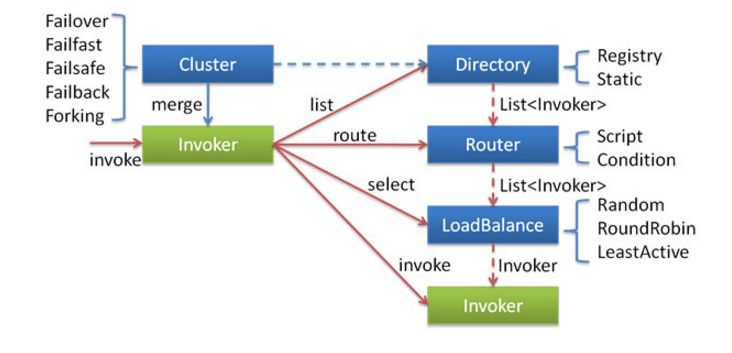 Failover
Failfast
Failsafe
Failback
Forking
Cluster
merge
invoke
Invoker
list
route
select
invoke
Directory
Registry
Static
List<Invoker>
Router
Script
Condition
List<Invoker>
LoadBalance
Random
RoundRobin
LeastActive
Invoker
Invoker